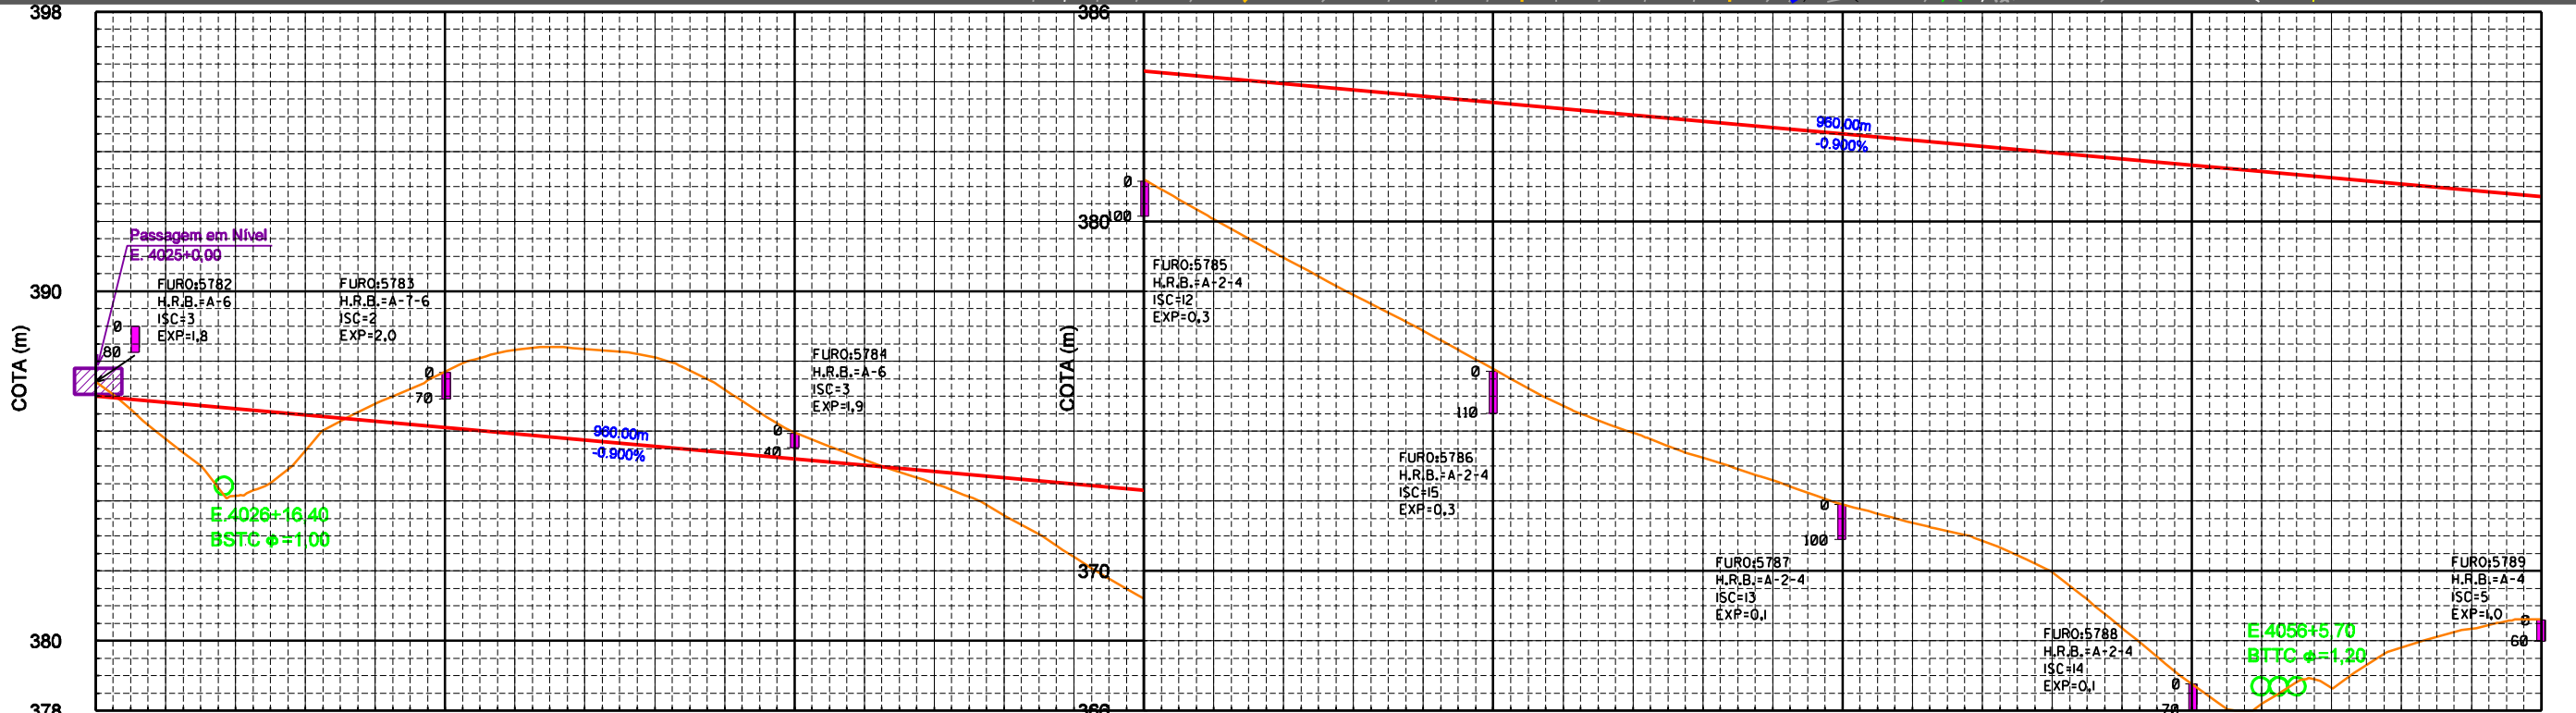 398
386
0
100
380
960.00m
-0.900%
Passagem em Nível
E. 4025+0,00
FURO:5782
H.R.B.=A-6
ISC=3
EXP=1,8
0
80
FURO:5783
H.R.B.=A-7-6
ISC=2
EXP=2,0
390
COTA (m)
0
70
FURO:5784
H.R.B.=A-6
ISC=3
EXP=1,9
0
40
960.00m
-0.900%
COTA (m)
FURO:5785
H.R.B.=A-2-4
ISC=12
EXP=0,3
0
110
FURO:5786
H.R.B.=A-2-4
ISC=15
EXP=0,3
E.4026+16,40
BSTC Φ=1,00
0
100
370
FURO:5787
H.R.B.=A-2-4
ISC=13
EXP=0,1
FURO:5789
H.R.B.=A-4
ISC=5
EXP=1,0
0
60
380
FURO:5788
H.R.B.=A-2-4
ISC=14
EXP=0,1
E.4058+5,70
BTTC Φ=1,20
0
70
378
366